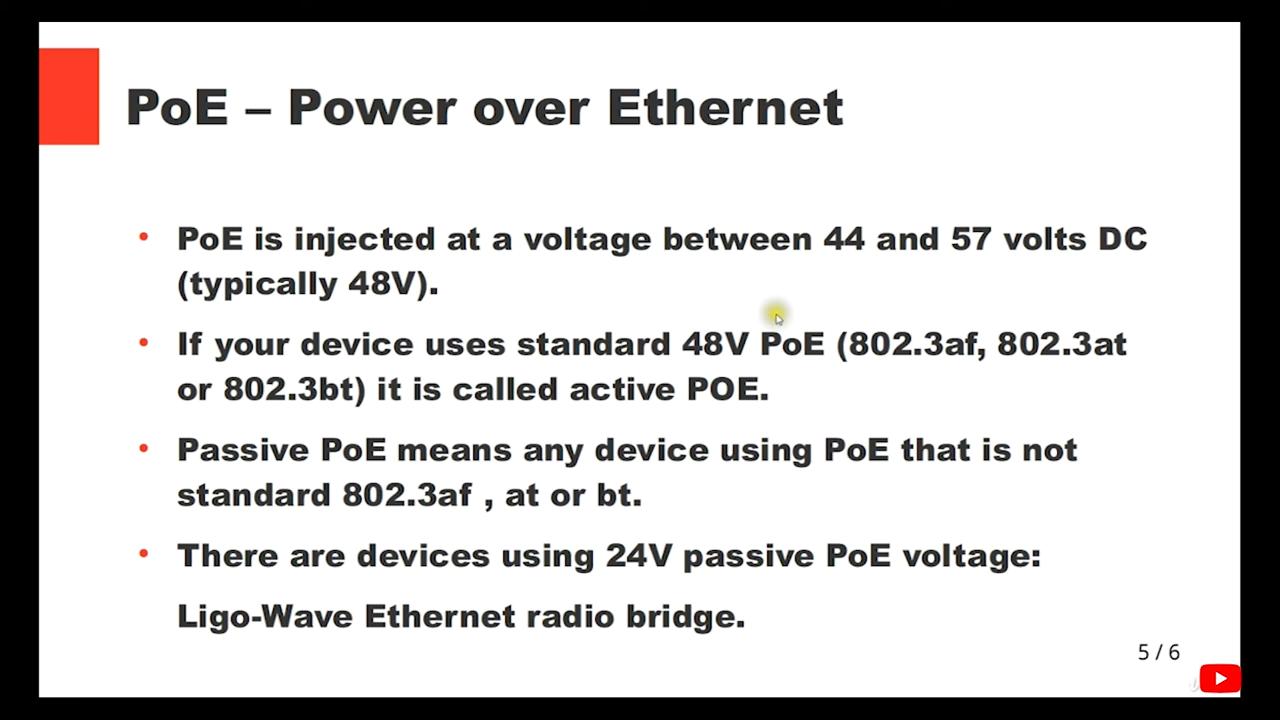 PoE – Power over Ethernet
• PoE is injected at a voltage between 44 and 57 volts DC
(typically 48V).
• If your device uses standard 48V PoE (802.3af, 802.3at
or 802.3bt) it is called active POE.
• Passive PoE means any device using PoE that is not
standard 802.3af , at or bt.
• There are devices using 24V passive PoE voltage:
Ligo-Wave Ethernet radio bridge.
5 / 6